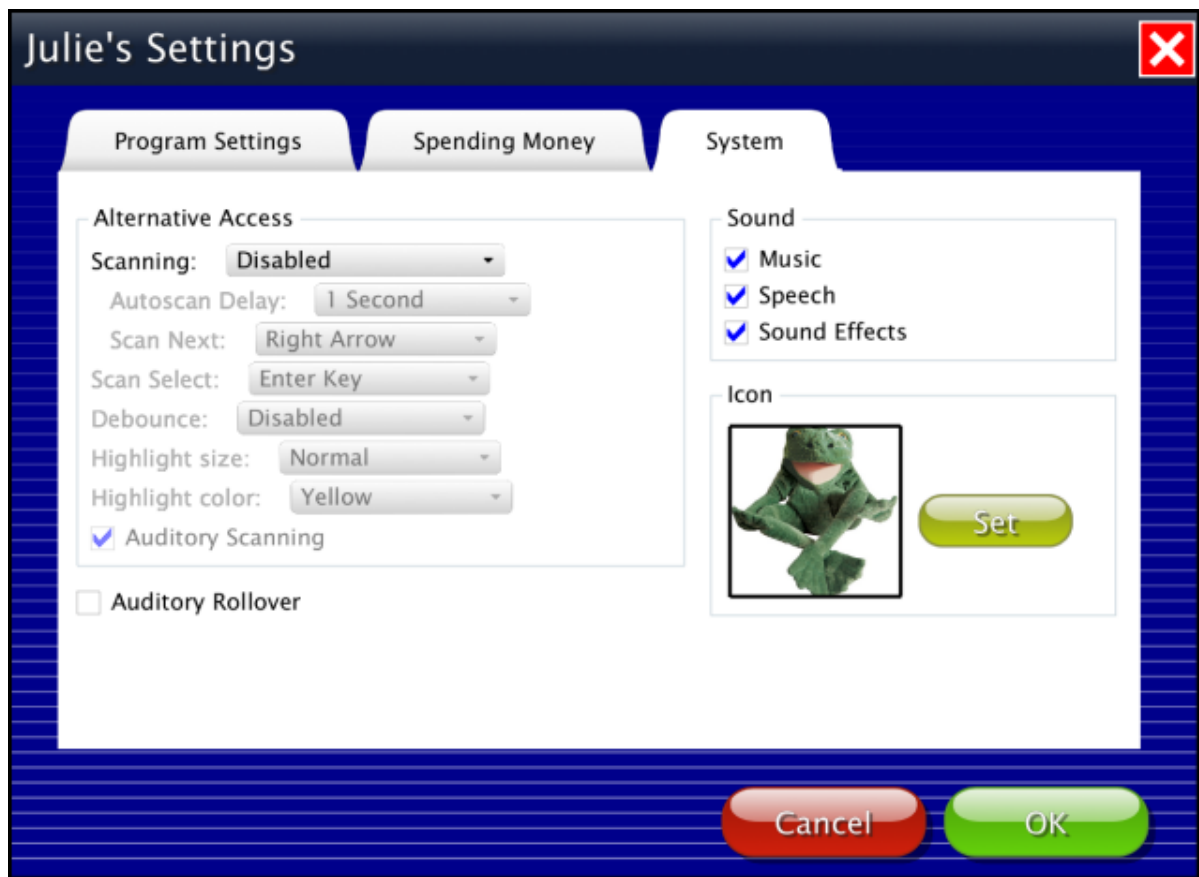 Julie's Settings
Program Settings
Spending Money
System
Alternative Access
Scanning: Disabled
Autoscan Delay: 1 Second
Scan Next: Right Arrow
Scan Select: Enter Key
Debounce: Disabled
Highlight size: Normal
Highlight color: Yellow
Auditory Scanning
Auditory Rollover
Sound
Music
Speech
Sound Effects
Icon
Set
Cancel
OK